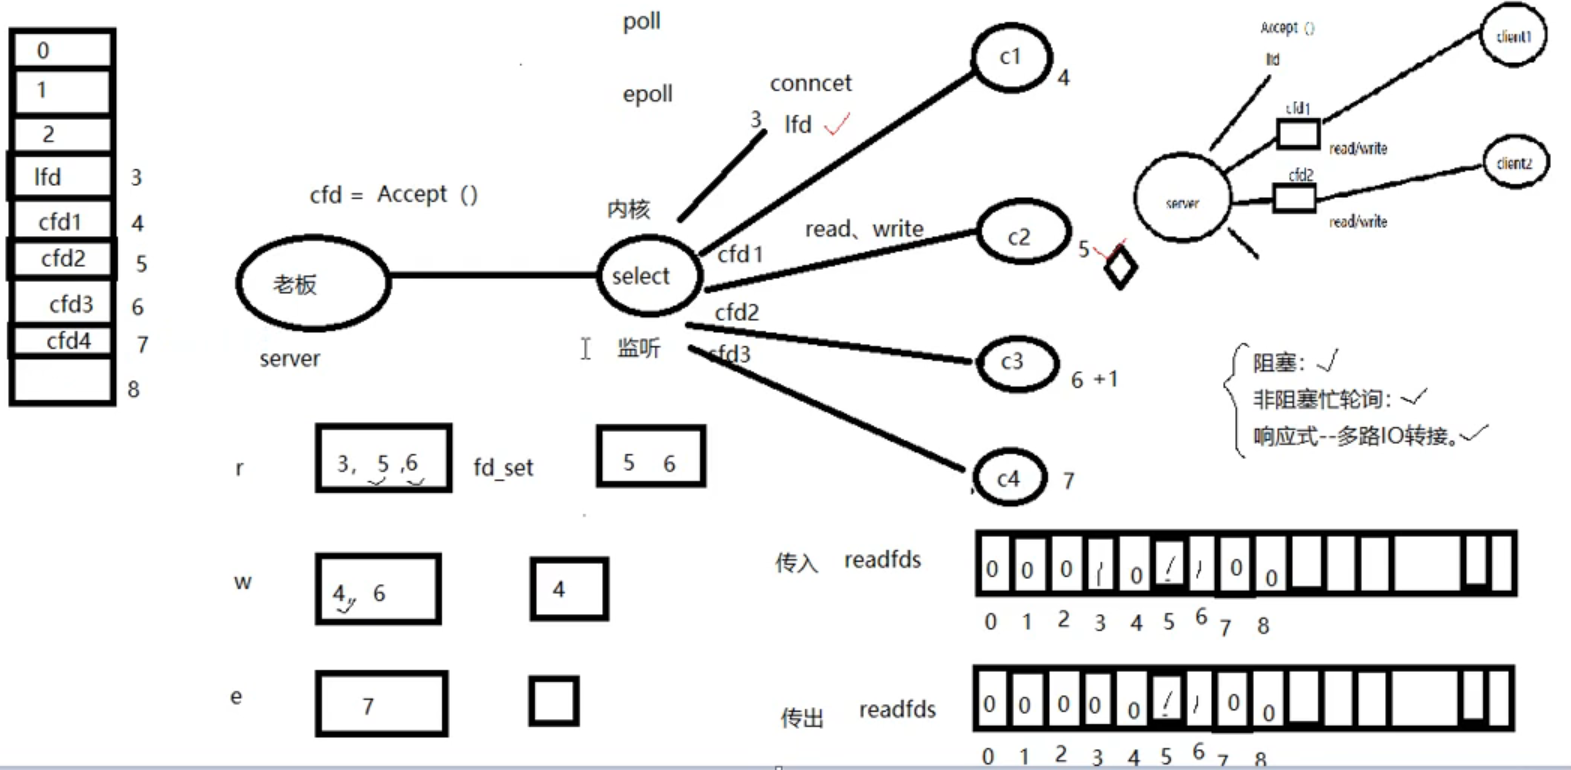 0
1
2
lfd 3
cfd1 4
cfd2 5
cfd3 6
cfd4 7
8
cfd = Accept ()
老板
server
poll
epoll
conncet
3 lfd
内核
select
监听
cfd1
read、write
cfd2
cfd3
c1 4
c2 5
c3 6 +1
c4 7
Accept ()
lfd
cfd1
read/write
cfd2
read/write
server
client1
client2
阻塞：
非阻塞忙轮询：
响应式--多路IO转接。
r 3, 5 ,6 fd_set 5 6
w 4,, 6 4
e 7
传入 readfds 0 0 0 1 0 1 1 0 0
0 1 2 3 4 5 6 7 8
传出 readfds 0 0 0 0 0 1 1 0 0
0 1 2 3 4 5 6 7 8